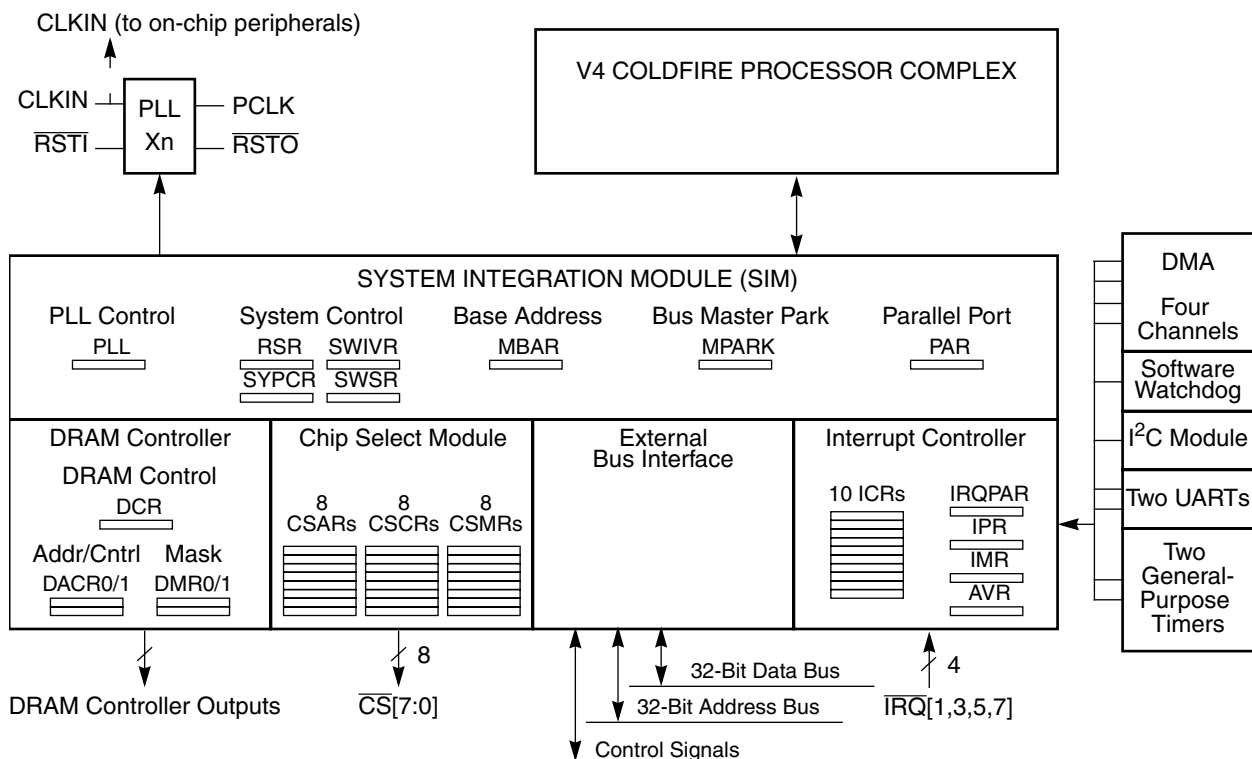 CLKIN (to on-chip peripherals)
CLKIN
PLL
Xn
PCLK
RSTI
RSTO
V4 COLDFIRE PROCESSOR COMPLEX
SYSTEM INTEGRATION MODULE (SIM)
PLL Control
PLL
System Control
RSR
SWIVR
SYPCR
SWSR
Base Address
MBAR
Bus Master Park
MPARK
Parallel Port
PAR
DRAM Controller
DRAM Control
DCR
Addr/Cntrl
DACR0/1
Mask
DMR0/1
Chip Select Module
8
CSARs
8
CSCRs
8
CSMRs
External
Bus Interface
Interrupt Controller
10 ICRs
IRQPAR
IPR
IMR
AVR
DMA
Four
Channels
Software
Watchdog
I²C Module
Two UARTs
Two
General-
Purpose
Timers
DRAM Controller Outputs
8
CS[7:0]
32-Bit Data Bus
32-Bit Address Bus
Control Signals
4
IRQ[1,3,5,7]